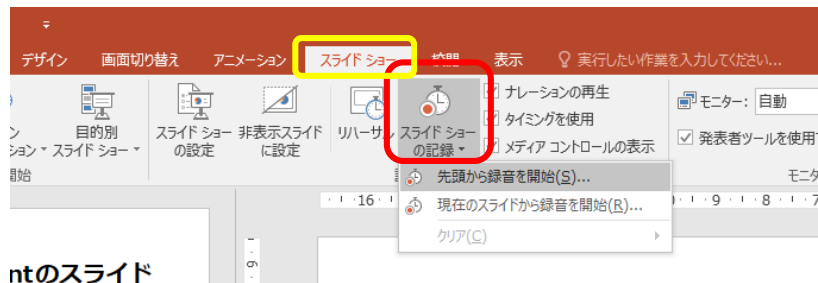 デザイン 画面切り替え アニメーション スライド ショー 校閲 表示 実行したい作業を入力してください...
目的別
スライド ショー
スライド ショー
の設定
非表示スライド
に設定
リハーサル
スライド ショー
の記録
ナレーションの再生
タイミングを使用
メディア コントロールの表示
モニター: 自動
発表者ツールを使用
先頭から録音を開始(S)...
現在のスライドから録音を開始(R)...
クリア(C)
16
9 8 7
6
ntのスライド